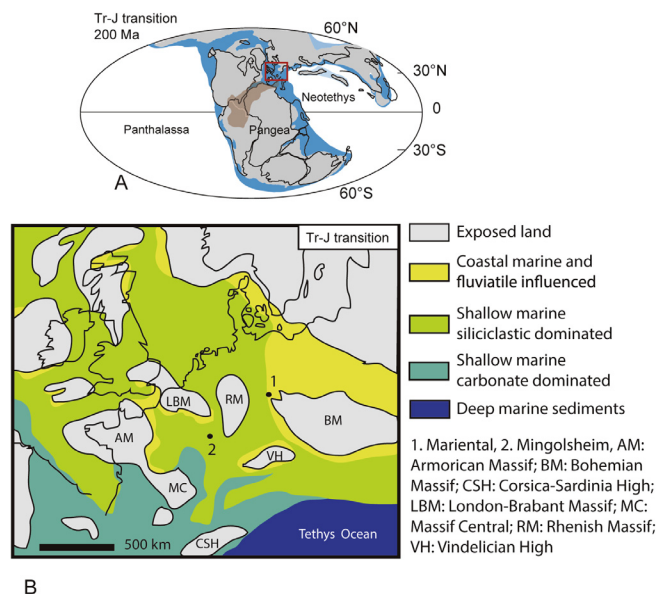 Tr-J transition
200 Ma
60°N
30°N
Neotethys
0
Panthalassa
Pangea
30°S
60°S
A
Tr-J transition
Exposed land
Coastal marine and
fluviatile influenced
Shallow marine
siliciclastic dominated
Shallow marine
carbonate dominated
Deep marine sediments
1
LBM
RM
BM
AM
2
VH
MC
CSH
Tethys Ocean
500 km
1. Mariental, 2. Mingolsheim, AM:
Armorican Massif; BM: Bohemian
Massif; CSH: Corsica-Sardinia High;
LBM: London-Brabant Massif; MC:
Massif Central; RM: Rhenish Massif;
VH: Vindelician High
B